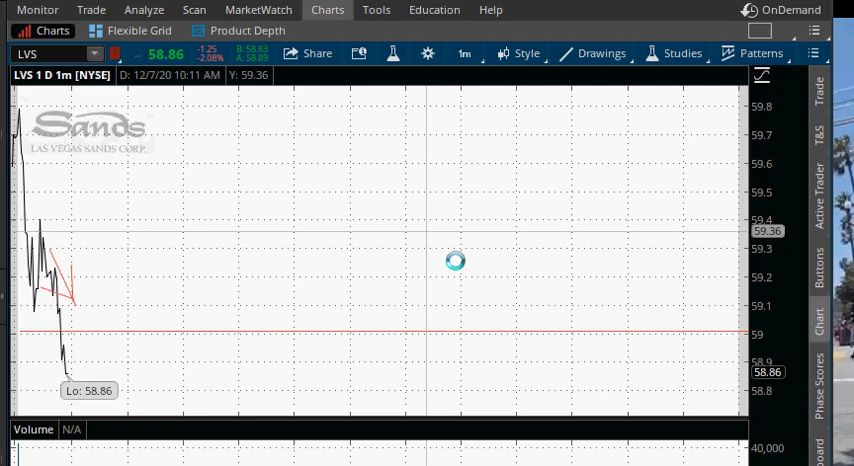 Monitor Trade Analyze Scan MarketWatch Charts Tools Education Help OnDemand
Charts Flexible Grid Product Depth
LVS 58.86 -1.25 -2.08% B: 58.83 A: 58.89 Share 1m Style Drawings Studies Patterns
LVS 1 D 1m [NYSE] D: 12/7/20 10:11 AM Y: 59.36
Sands
LAS VEGAS SANDS CORP.
59.8
59.7
59.6
59.5
59.4
59.36
59.3
59.2
59.1
59
58.9
58.86
58.8
Lo: 58.86
Volume N/A
40,000
Trade
T&S
Active Trader
Buttons
Chart
Phase Scores